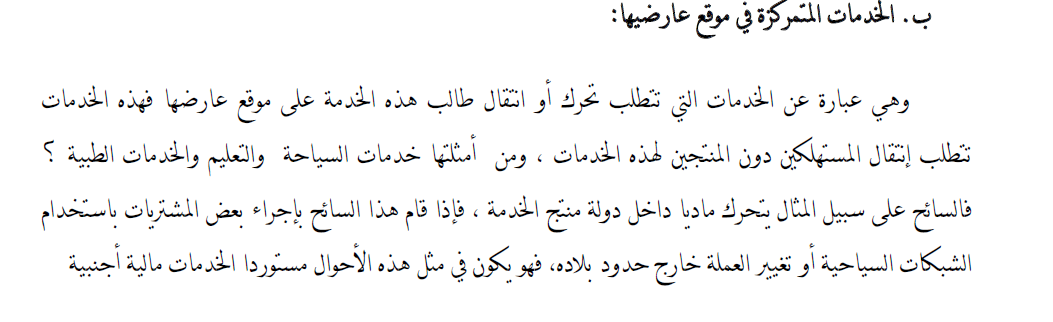 ب. الخدمات المتمركزة في موقع عارضيها:
وهي عبارة عن الخدمات التي تتطلب تحرك أو انتقال طالب هذه الخدمة على موقع عارضها فهذه الخدمات
تتطلب إنتقال المستهلكين دون المنتجين لهذه الخدمات ، ومن أمثلتها خدمات السياحة والتعليم والخدمات الطبية ؟
فالسائح على سبيل المثال يتحرك ماديا داخل دولة منتج الخدمة ، فإذا قام هذا السائح بإجراء بعض المشتريات باستخدام
الشبكات السياحية أو تغيير العملة خارج حدود بلاده، فهو يكون في مثل هذه الأحوال مستوردا الخدمات مالية أجنبية